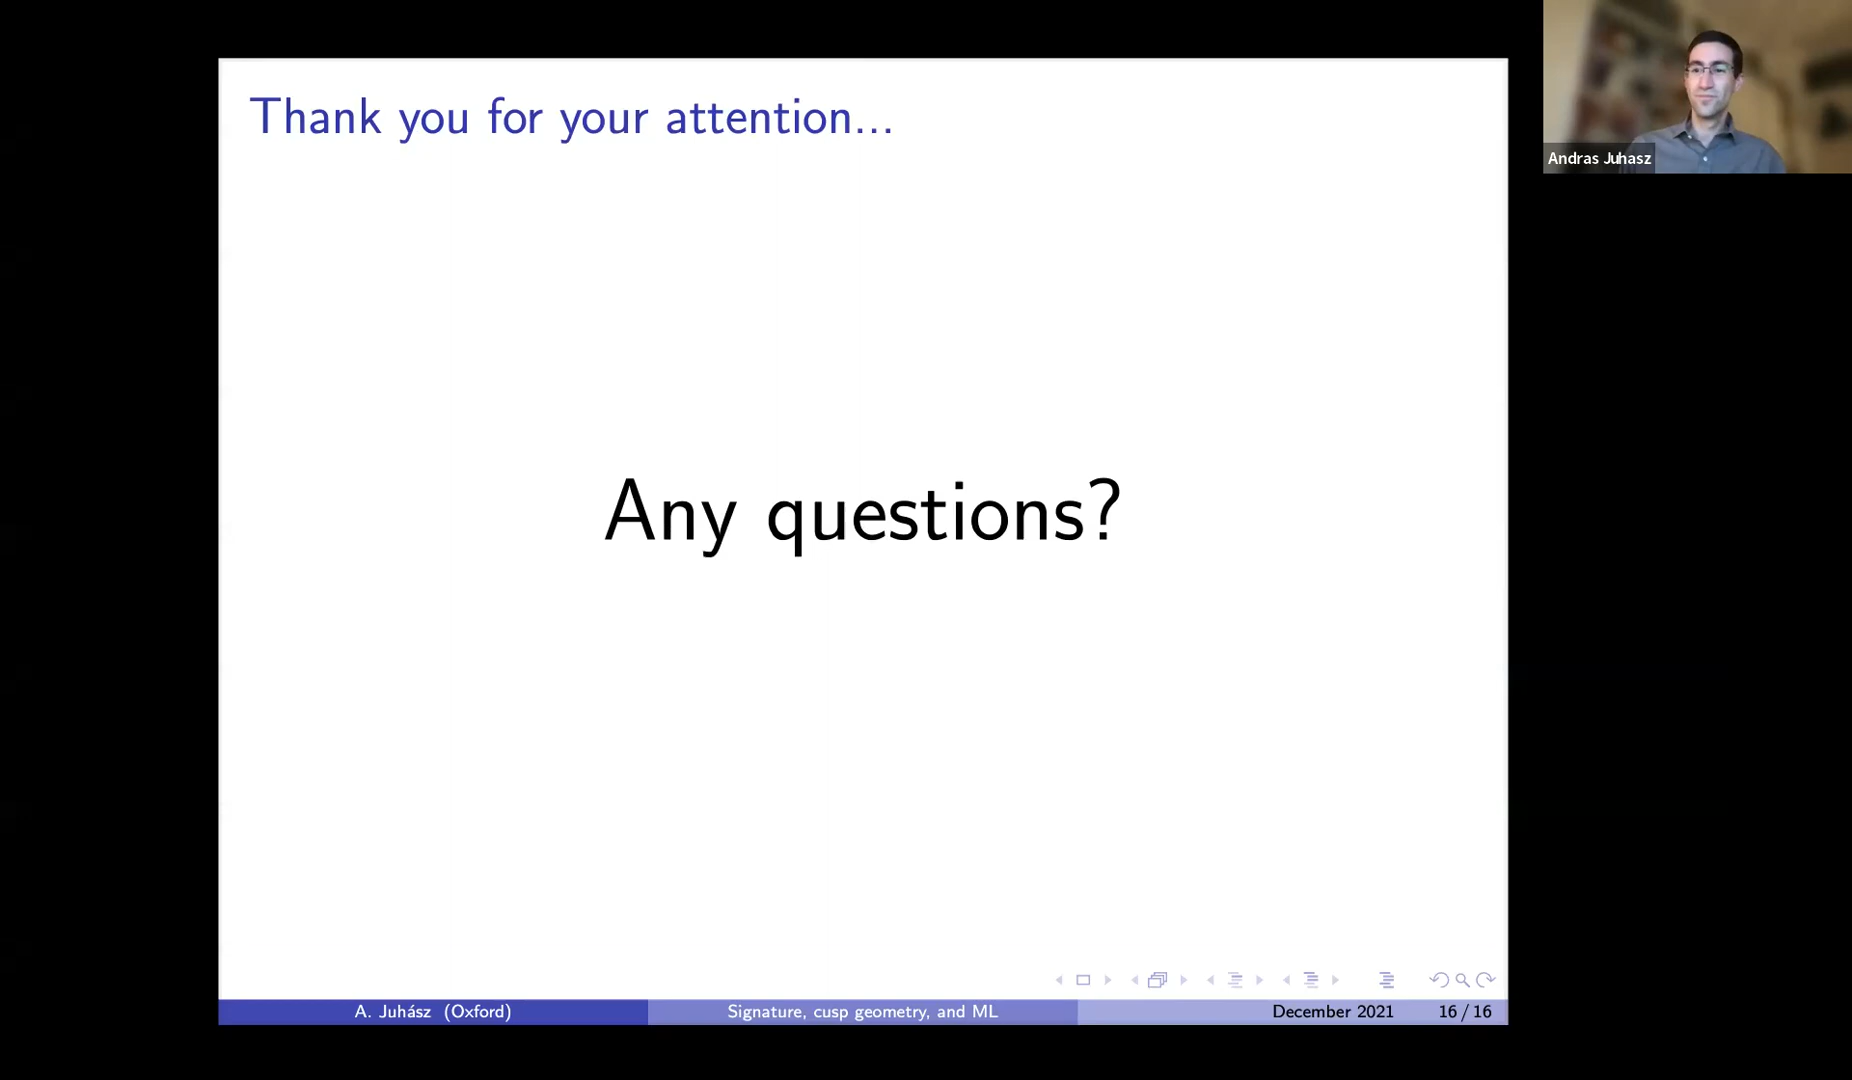 Thank you for your attention...
Andras Juhasz
Any questions?
A. Juhász (Oxford)
Signature, cusp geometry, and ML
December 2021
16 / 16